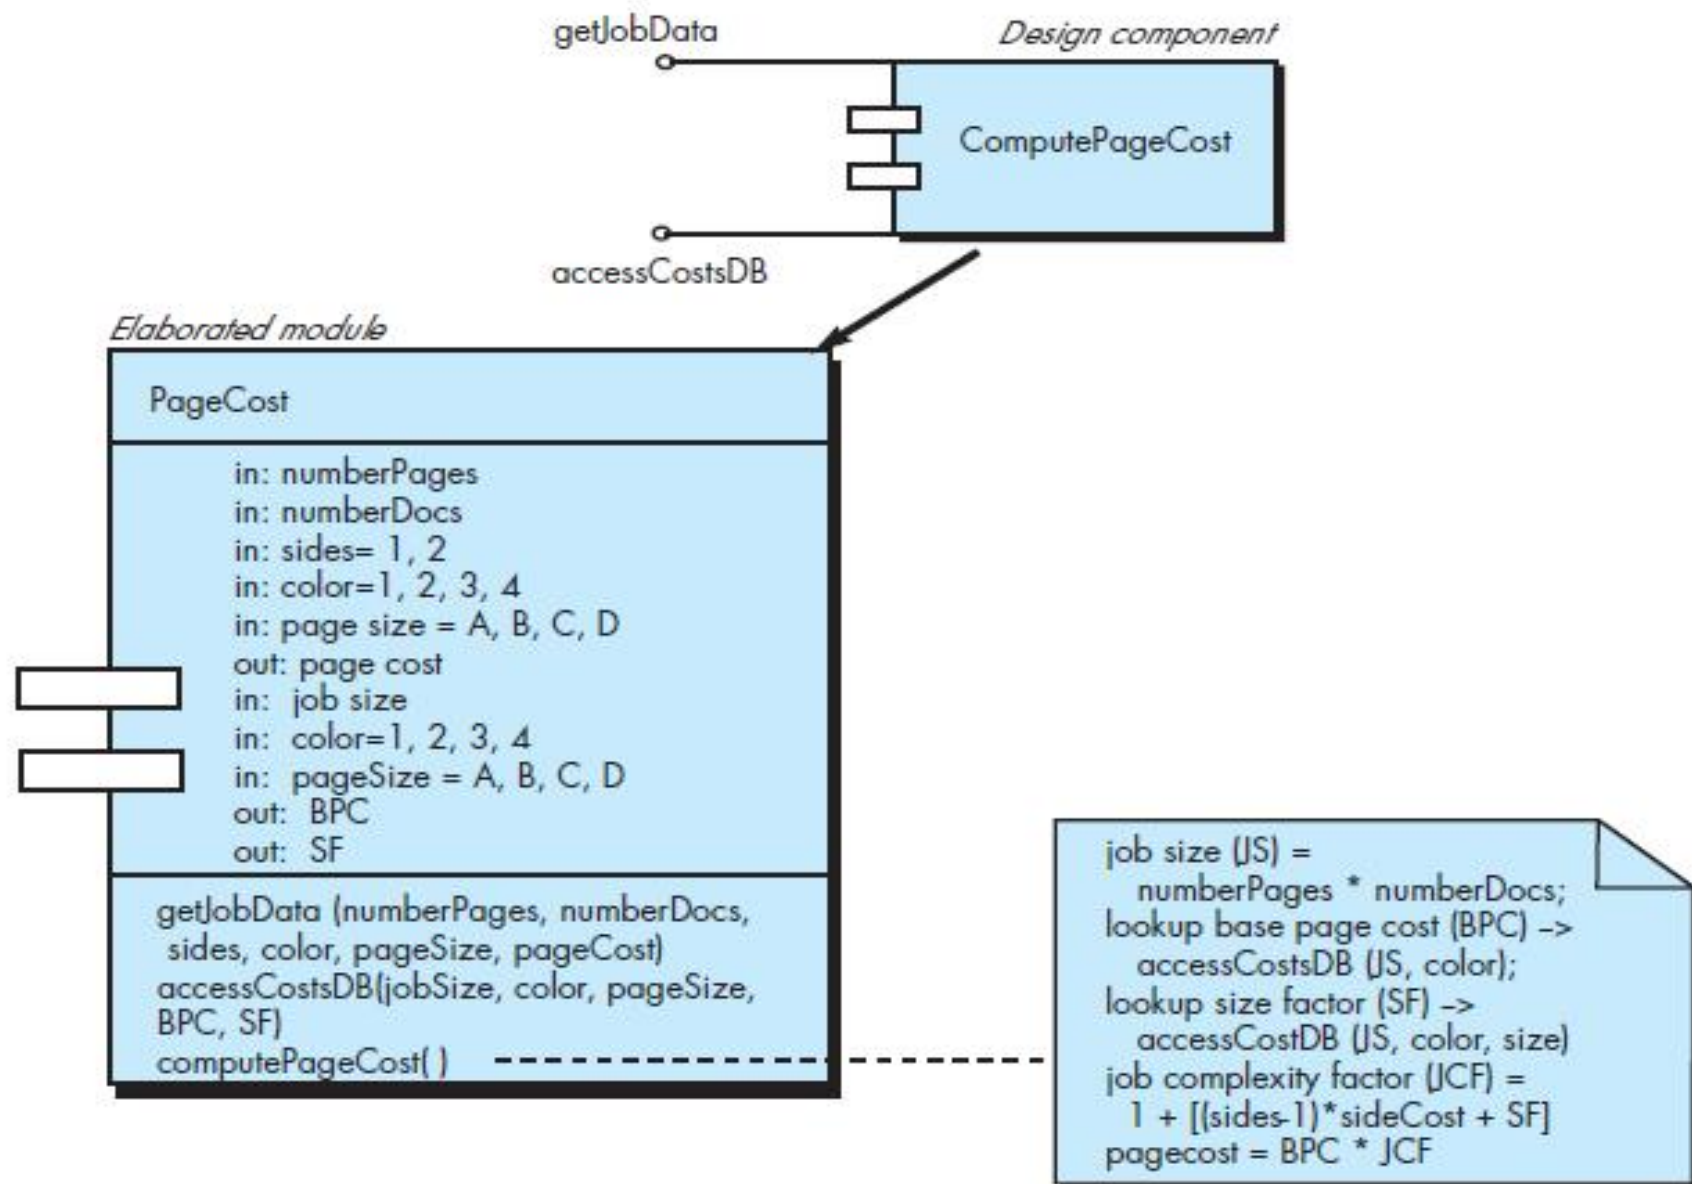 getJobData
Design component
ComputePageCost
accessCostsDB
Elaborated module
PageCost
in: numberPages
in: numberDocs
in: sides= 1, 2
in: color=1, 2, 3, 4
in: page size = A, B, C, D
out: page cost
in: job size
in: color=1, 2, 3, 4
in: pageSize = A, B, C, D
out: BPC
out: SF
getJobData (numberPages, numberDocs,
sides, color, pageSize, pageCost)
accessCostsDB(jobSize, color, pageSize,
BPC, SF)
computePageCost( )
job size (JS) =
numberPages * numberDocs;
lookup base page cost (BPC) -->
accessCostsDB (JS, color);
lookup size factor (SF) -->
accessCostDB (JS, color, size)
job complexity factor (JCF) =
1 + [(sides-1)*sideCost + SF]
pagecost = BPC * JCF